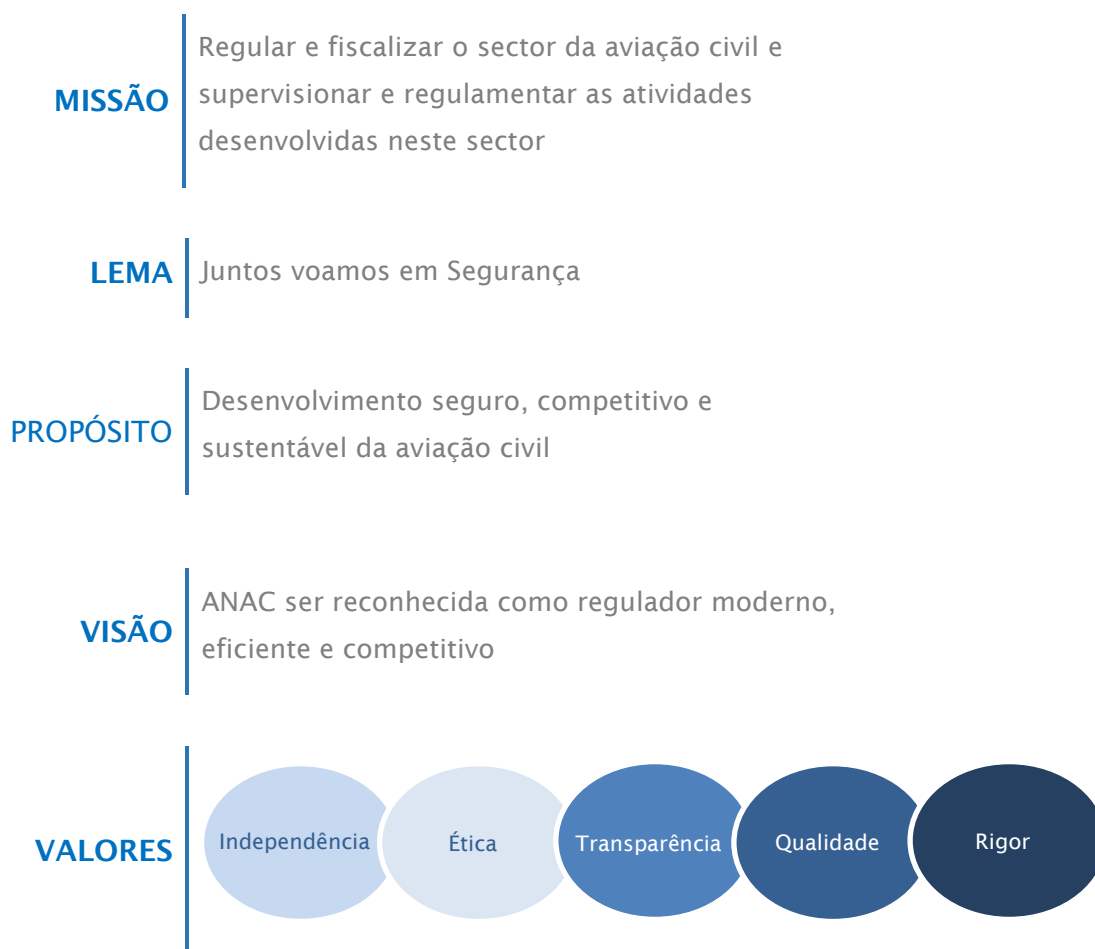 MISSÃO
Regular e fiscalizar o sector da aviação civil e
supervisionar e regulamentar as atividades
desenvolvidas neste sector
LEMA
Juntos voamos em Segurança
PROPÓSITO
Desenvolvimento seguro, competitivo e
sustentável da aviação civil
VISÃO
ANAC ser reconhecida como regulador moderno,
eficiente e competitivo
VALORES
Independência
Ética
Transparência
Qualidade
Rigor